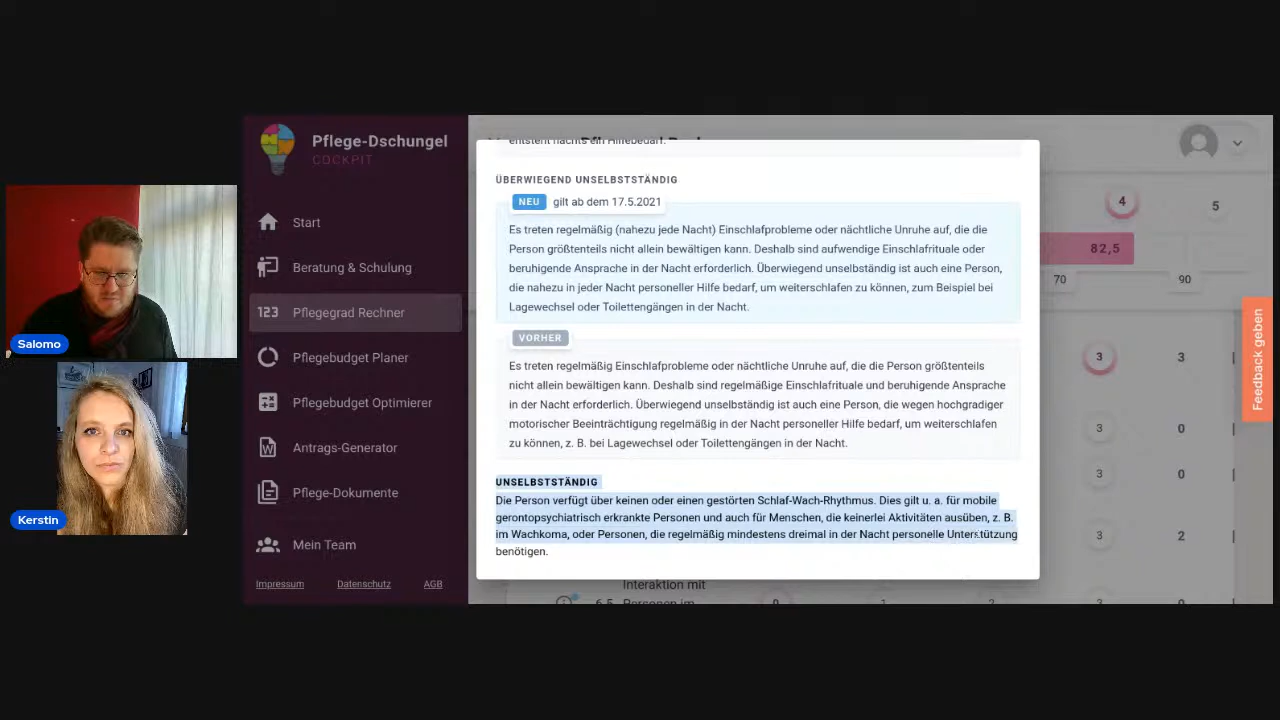 Salomo
Kerstin
Pflege-Dschungel
COCKPIT
Start
Beratung & Schulung
123 Pflegegrad Rechner
Pflegebudget Planer
Pflegebudget Optimierer
Antrags-Generator
Pflege-Dokumente
Mein Team
Impressum Datenschutz AGB
entsteht nachts ein Hilfebedarf.
ÜBERWIEGEND UNSELBSTSTÄNDIG
NEU gilt ab dem 17.5.2021
Es treten regelmäßig (nahezu jede Nacht) Einschlafprobleme oder nächtliche Unruhe auf, die die
Person größtenteils nicht allein bewältigen kann. Deshalb sind aufwendige Einschlafrituale oder
beruhigende Ansprache in der Nacht erforderlich. Überwiegend unselbständig ist auch eine Person,
die nahezu in jeder Nacht personeller Hilfe bedarf, um weiterschlafen zu können, zum Beispiel bei
Lagewechsel oder Toilettengängen in der Nacht.
VORHER
Es treten regelmäßig Einschlafprobleme oder nächtliche Unruhe auf, die die Person größtenteils
nicht allein bewältigen kann. Deshalb sind regelmäßige Einschlafrituale und beruhigende Ansprache
in der Nacht erforderlich. Überwiegend unselbständig ist auch eine Person, die wegen hochgradiger
motorischer Beeinträchtigung regelmäßig in der Nacht personeller Hilfe bedarf, um weiterschlafen
zu können, z. B. bei Lagewechsel oder Toilettengängen in der Nacht.
UNSELBSTSTÄNDIG
Die Person verfügt über keinen oder einen gestörten Schlaf-Wach-Rhythmus. Dies gilt u. a. für mobile
gerontopsychiatrisch erkrankte Personen und auch für Menschen, die keinerlei Aktivitäten ausüben, z. B.
im Wachkoma, oder Personen, die regelmäßig mindestens dreimal in der Nacht personelle Unterstützung
benötigen.
4 5
82,5
70 90
3 3
3 0
3 0
3 2
Interaktion mit
6.5 Personen im 0 1 2 3 0
Feedback geben